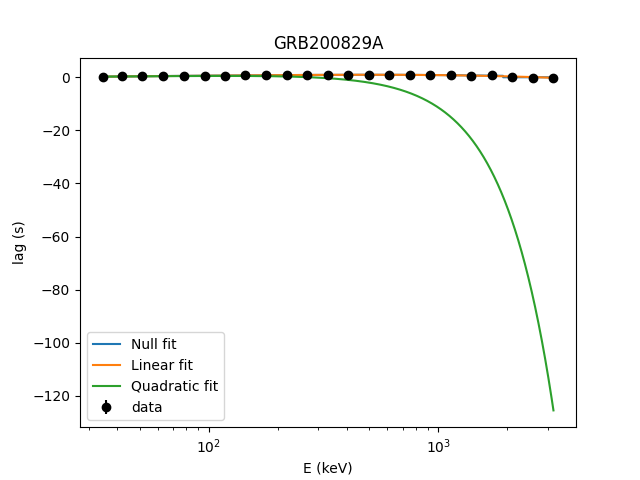 GRB200829A
lag (s)
0
−20
−40
−60
−80
−100
−120
Null fit
Linear fit
Quadratic fit
data
10²
10³
E (keV)